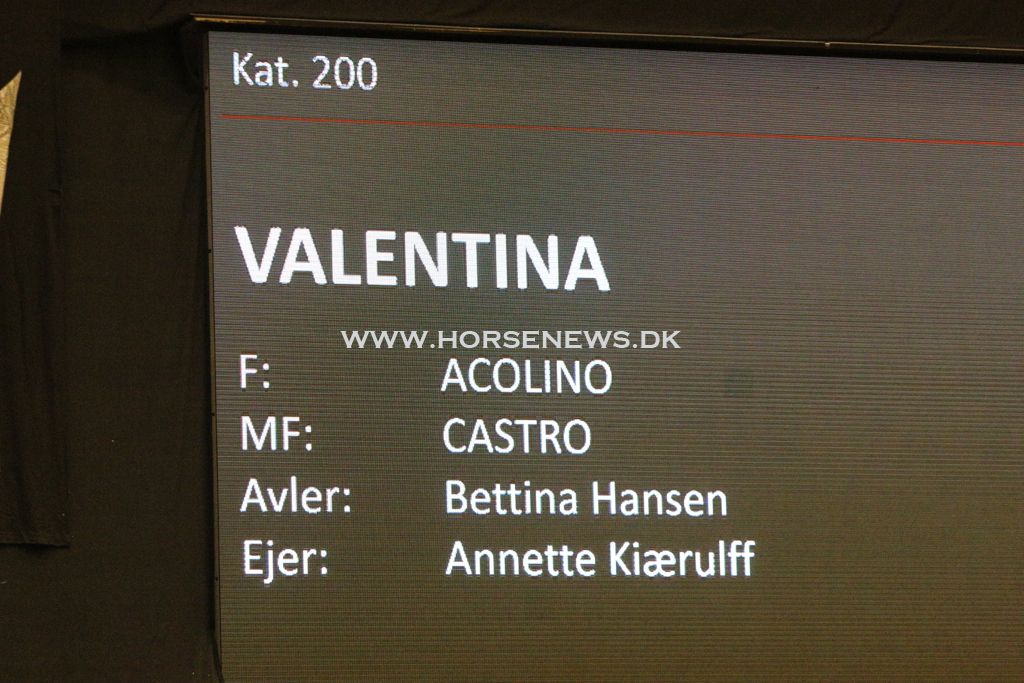 Kat. 200
VALENTINA
WWW.HORSENEWS.DK
F: ACOLINO
MF: CASTRO
Avler: Bettina Hansen
Ejer: Annette Kiærulff